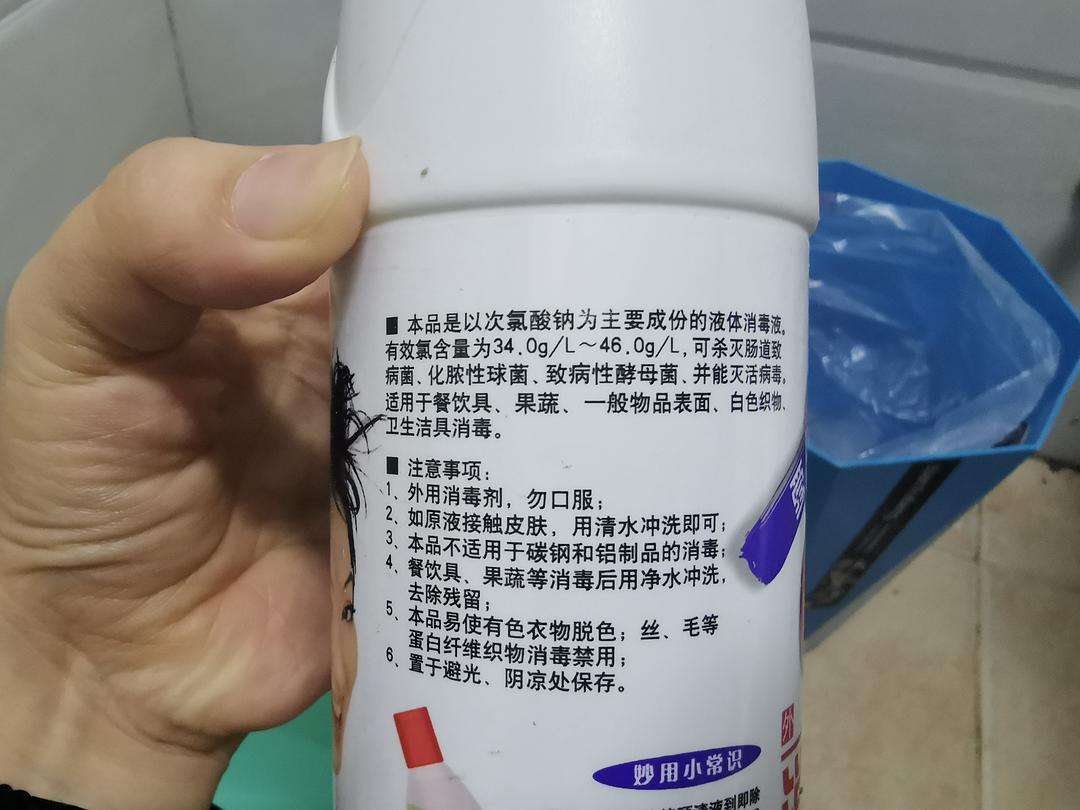 ■ 本品是以次氯酸钠为主要成份的液体消毒液。
有效氯含量为34.0g/L~46.0g/L,可杀灭肠道致
病菌、化脓性球菌、致病性酵母菌、并能灭活病毒。
适用于餐饮具、果蔬、一般物品表面、白色织物、
卫生洁具消毒。
■ 注意事项:
1、外用消毒剂，勿口服;
2、如原液接触皮肤，用清水冲洗即可;
3、本品不适用于碳钢和铝制品的消毒;
4、餐饮具、果蔬等消毒后用净水冲洗,
去除残留;
5、本品易使有色衣物脱色；丝、毛等
蛋白纤维织物消毒禁用;
6、置于避光、阴凉处保存。
妙用小常识
液到即除
外